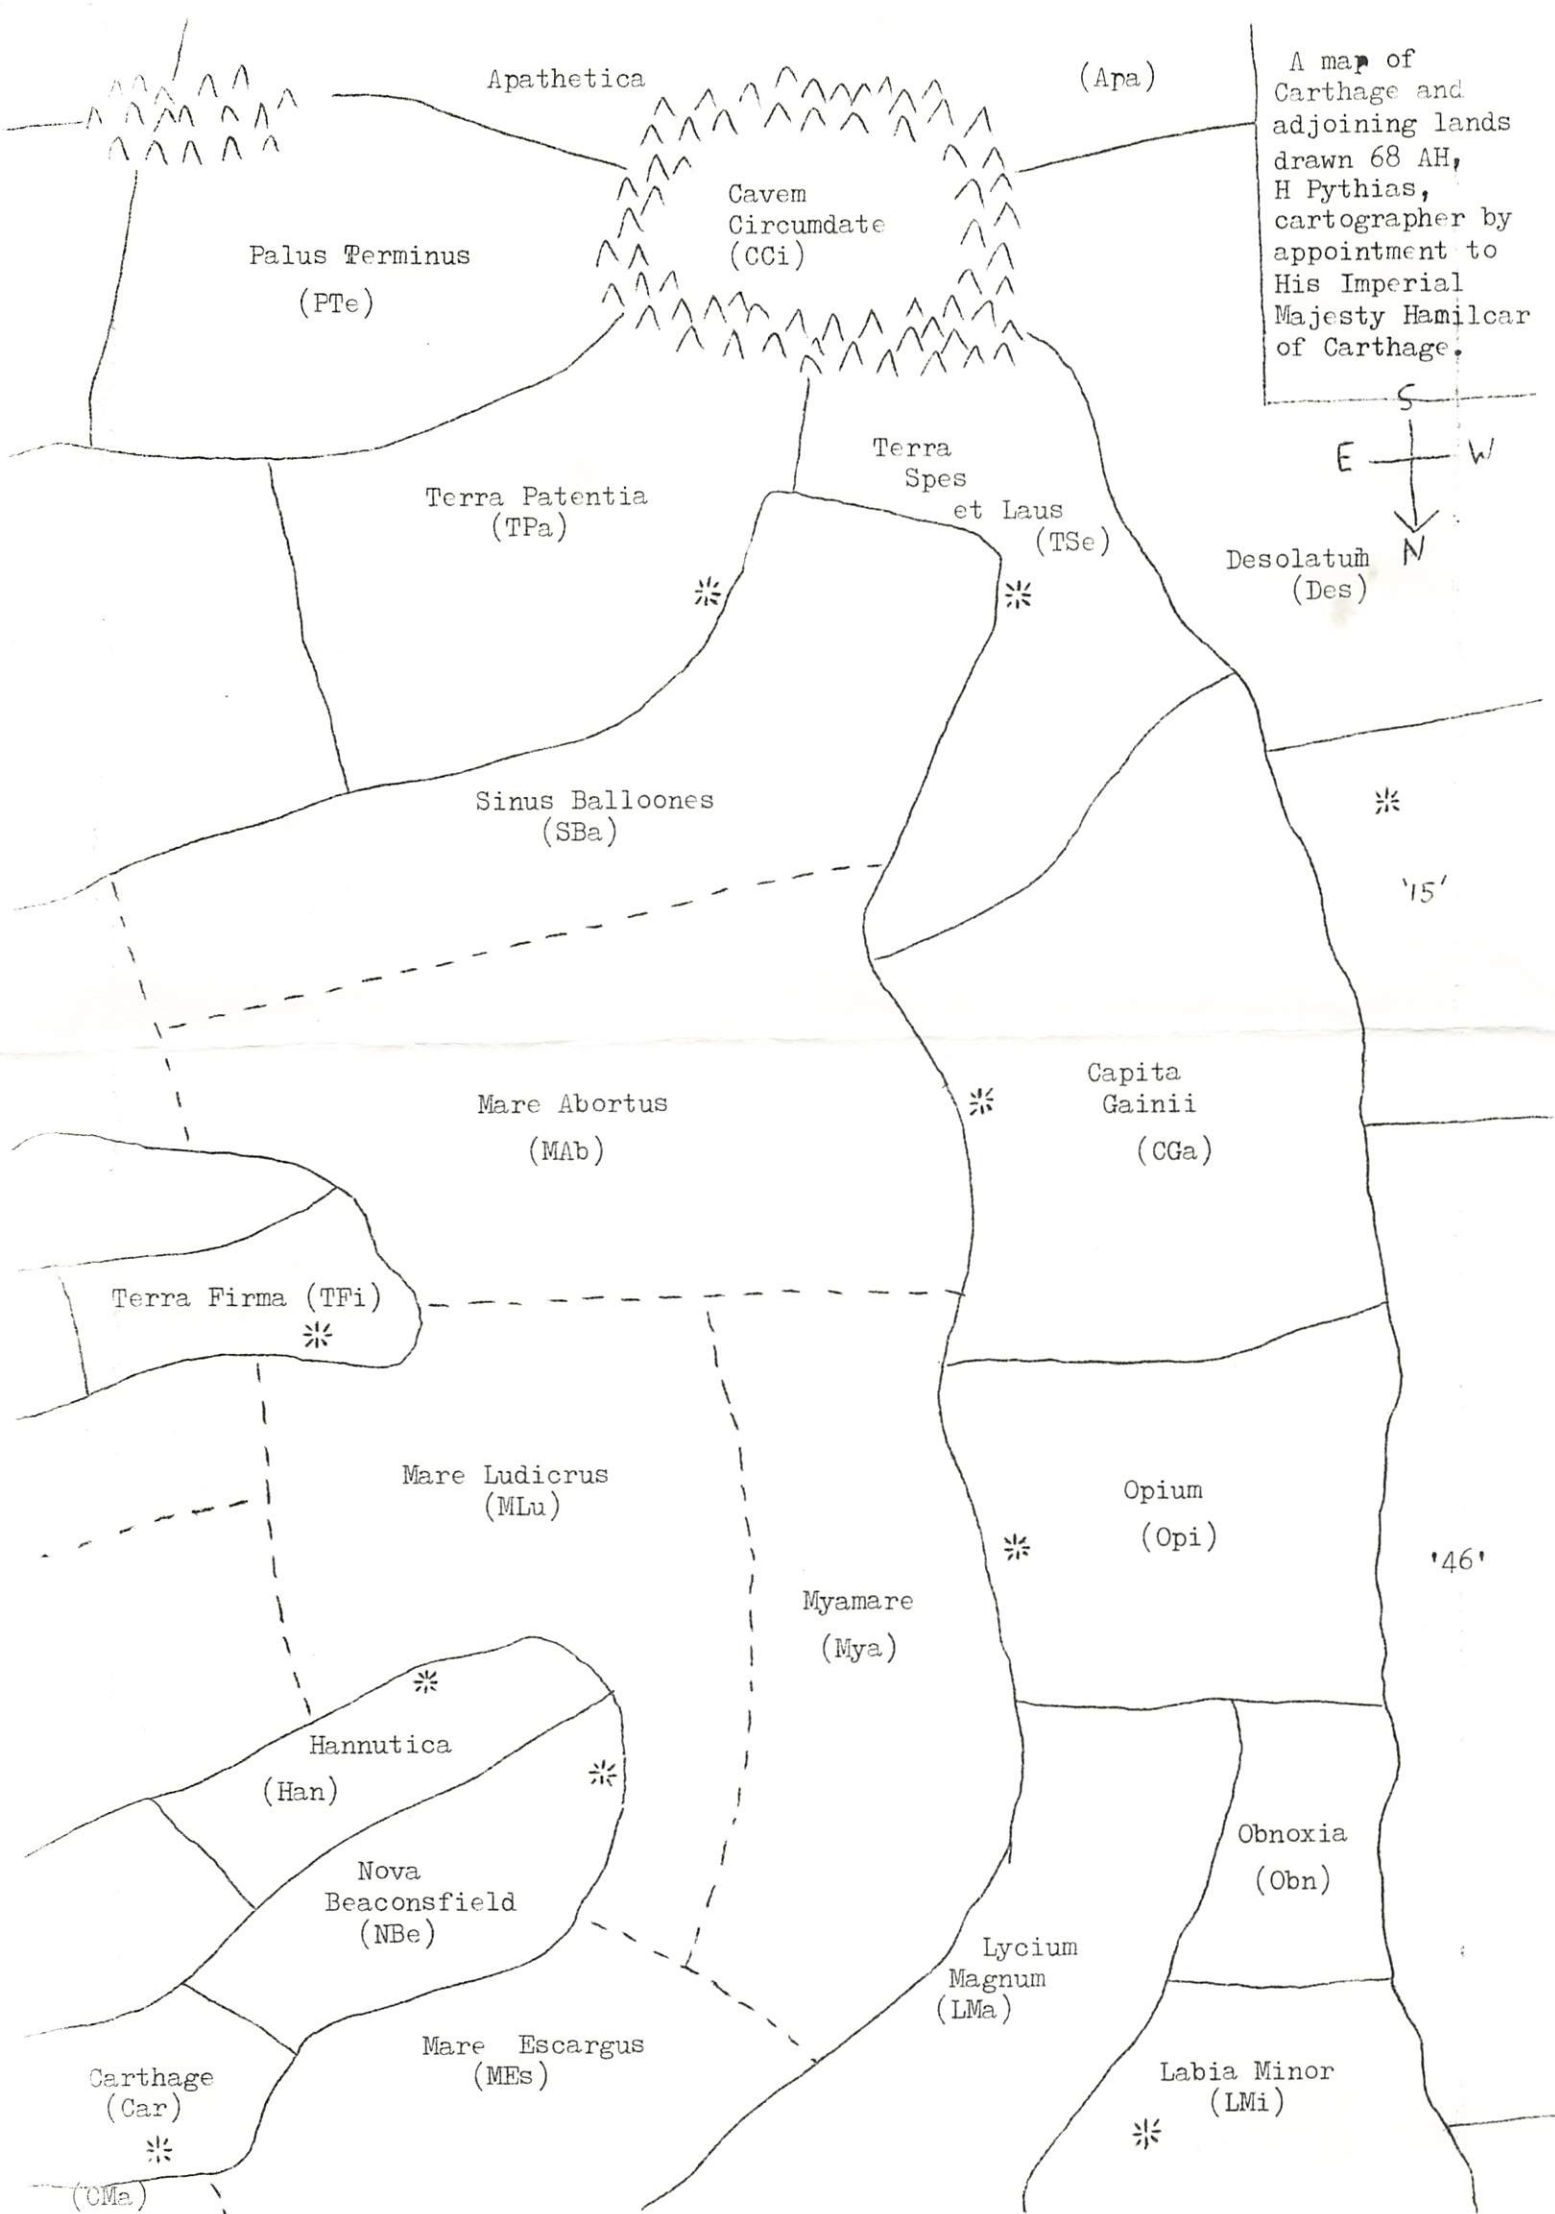 A map of
Carthage and
adjoining lands
drawn 68 AH,
H Pythias,
cartographer by
appointment to
His Imperial
Majesty Hamilcar
of Carthage.
S
E W
N
Apathetica (Apa)
Cavem
Circumdate
(CCi)
Palus Terminus
(PTe)
Terra
Spes
et Laus
(TSe)
Terra Patentia
(TPa)
Desolatum
(Des)
Sinus Balloones
(SBa)
'15'
Mare Abortus
(MAb)
Capita
Gainii
(CGa)
Terra Firma (TFi)
Mare Ludicrus
(MLu)
Opium
(Opi)
'46'
Myamare
(Mya)
Hannutica
(Han)
Obnoxia
(Obn)
Nova
Beaconsfield
(NBe)
Lycium
Magnum
(LMa)
Mare Escargus
(MEs)
Carthage
(Car)
Labia Minor
(LMi)
(CMa)